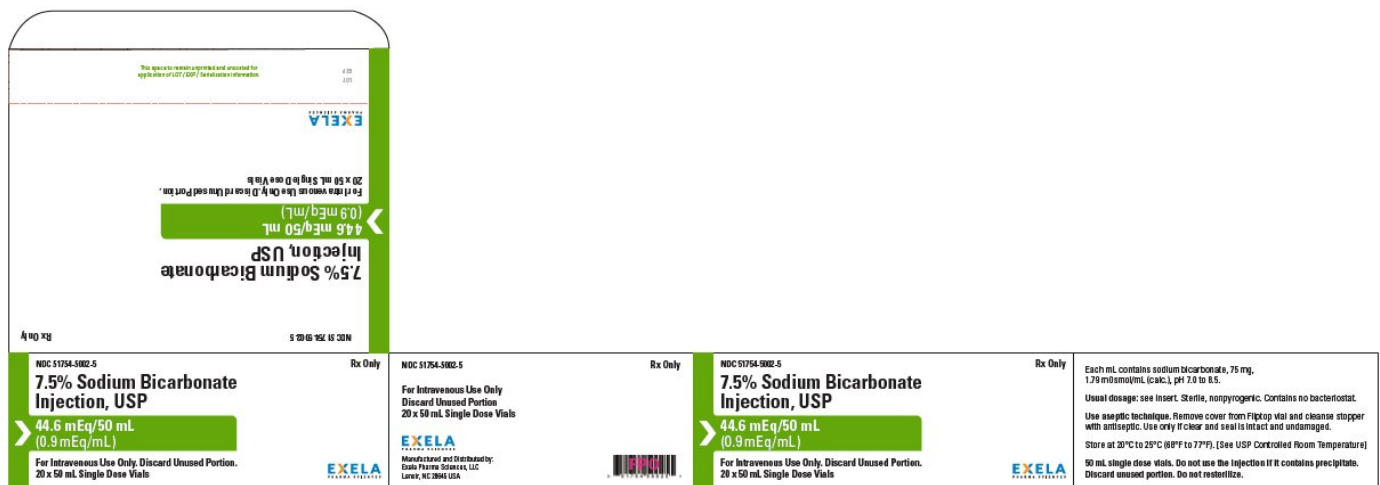 This space to remain unprinted and uncoated for
application of LOT / EXP / Serialization information.
LOT
EXP
EXELA
PHARMA SCIENCES
20 x 50 mL Single Dose Vials
For Intravenous Use Only. Discard Unused Portion.
(0.9 mEq/mL)
44.6 mEq/50 mL
Injection, USP
7.5% Sodium Bicarbonate
Rx Only
NDC 51754-5002-5
NDC 51754-5002-5
Rx Only
7.5% Sodium Bicarbonate
Injection, USP
44.6 mEq/50 mL
(0.9 mEq/mL)
For Intravenous Use Only. Discard Unused Portion.
20 x 50 mL Single Dose Vials
EXELA
PHARMA SCIENCES
NDC 51754-5002-5
Rx Only
For Intravenous Use Only
Discard Unused Portion
20 x 50 mL Single Dose Vials
EXELA
PHARMA SCIENCES
Manufactured and Distributed by:
Exela Pharma Sciences, LLC
Lenoir, NC 28645 USA
FPO
NDC 51754-5002-5
Rx Only
7.5% Sodium Bicarbonate
Injection, USP
44.6 mEq/50 mL
(0.9 mEq/mL)
For Intravenous Use Only. Discard Unused Portion.
20 x 50 mL Single Dose Vials
EXELA
PHARMA SCIENCES
Each mL contains sodium bicarbonate, 75 mg,
1.79 mOsmol/mL (calc.), pH 7.0 to 8.5.
Usual dosage: see insert. Sterile, nonpyrogenic. Contains no bacteriostat.
Use aseptic technique. Remove cover from Fliptop vial and cleanse stopper
with antiseptic. Use only if clear and seal is intact and undamaged.
Store at 20°C to 25°C (68°F to 77°F). [See USP Controlled Room Temperature]
50 mL single dose vials. Do not use the injection if it contains precipitate.
Discard unused portion. Do not resterilize.